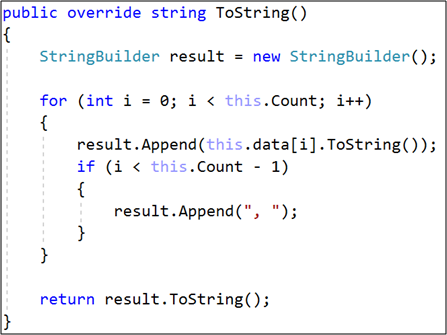 public override string ToString()
{
    StringBuilder result = new StringBuilder();

    for (int i = 0; i < this.Count; i++)
    {
        result.Append(this.data[i].ToString());
        if (i < this.Count - 1)
        {
            result.Append(", ");
        }
    }

    return result.ToString();
}